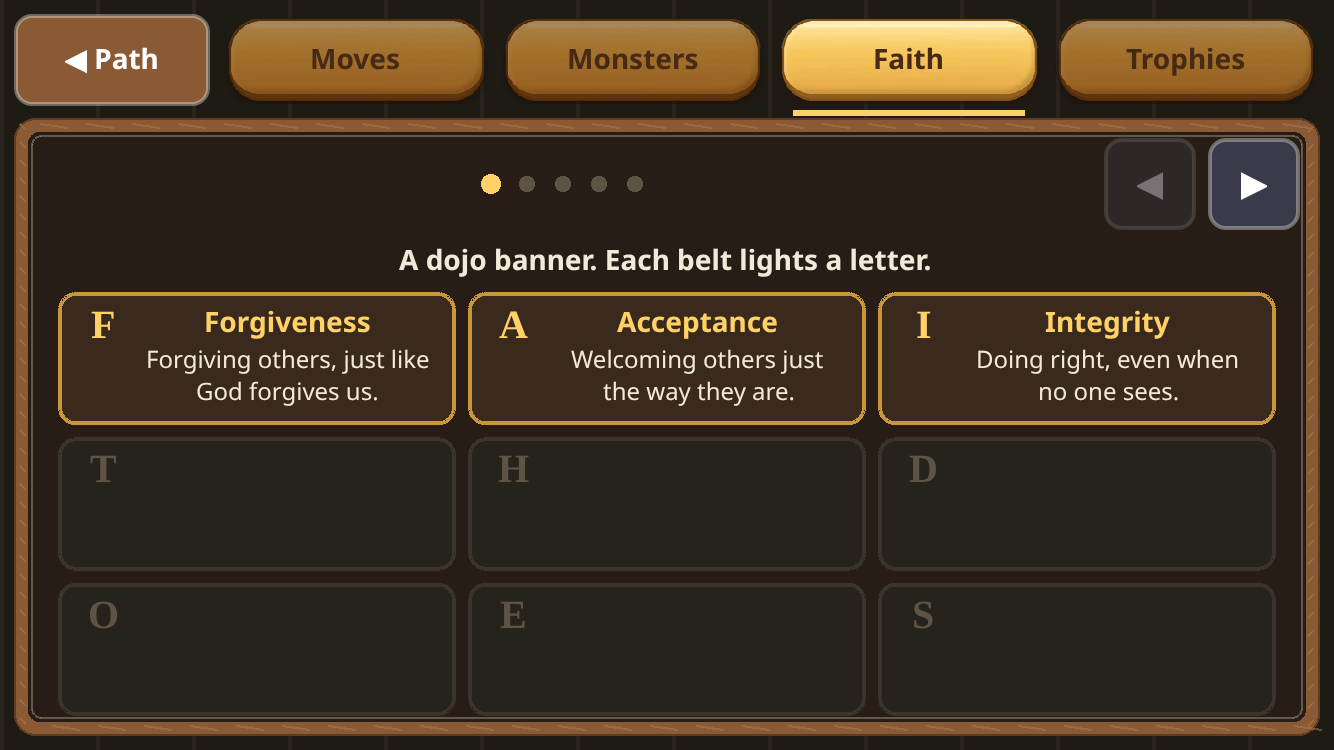 ◀ Path
Moves
Monsters
Faith
Trophies
◀
▶
A dojo banner. Each belt lights a letter.
F
Forgiveness
Forgiving others, just like
God forgives us.
A
Acceptance
Welcoming others just
the way they are.
I
Integrity
Doing right, even when
no one sees.
T
H
D
O
E
S